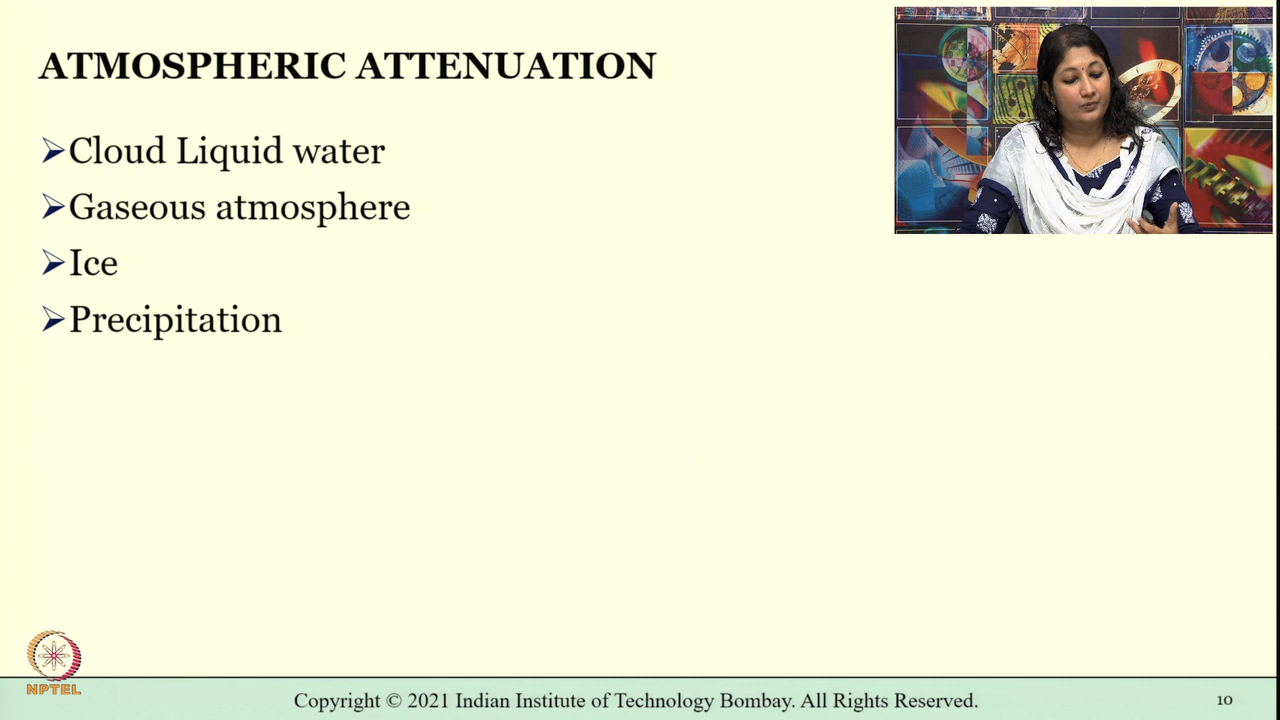 ATMOSPHERIC ATTENUATION
➢Cloud Liquid water
➢Gaseous atmosphere
➢Ice
➢Precipitation
NPTEL
Copyright © 2021 Indian Institute of Technology Bombay. All Rights Reserved.
10